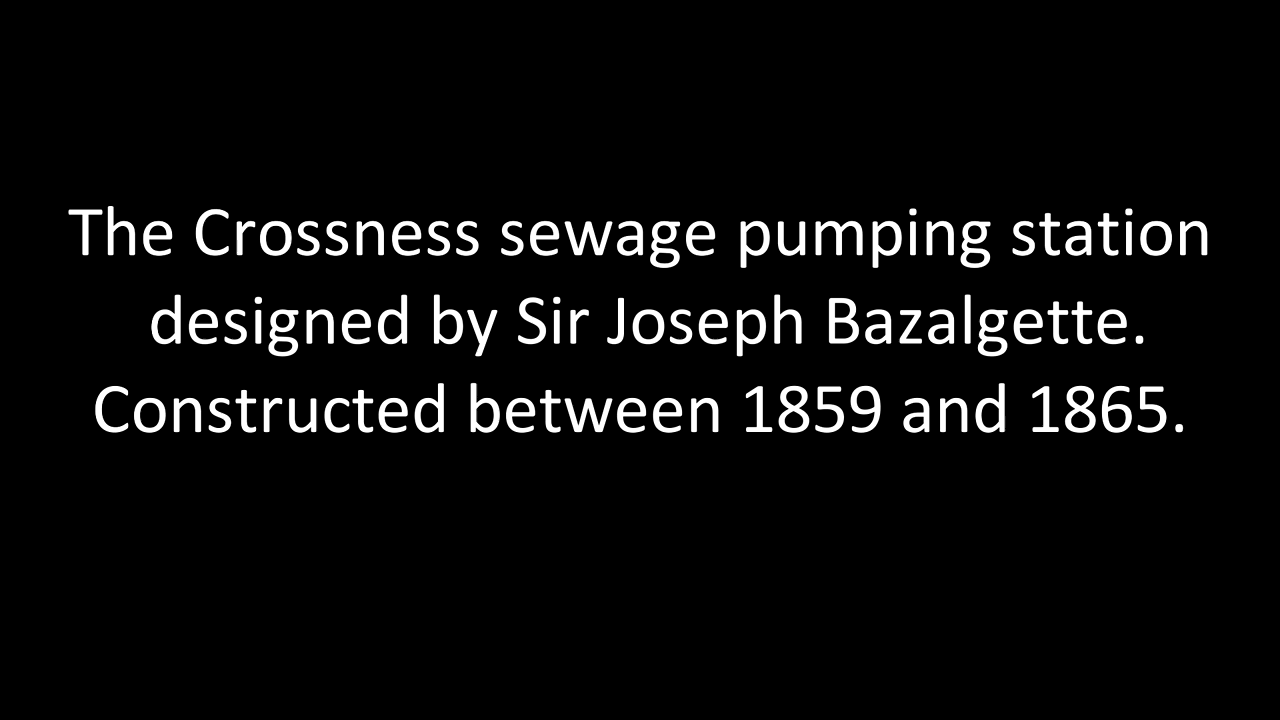 The Crossness sewage pumping station
designed by Sir Joseph Bazalgette.
Constructed between 1859 and 1865.